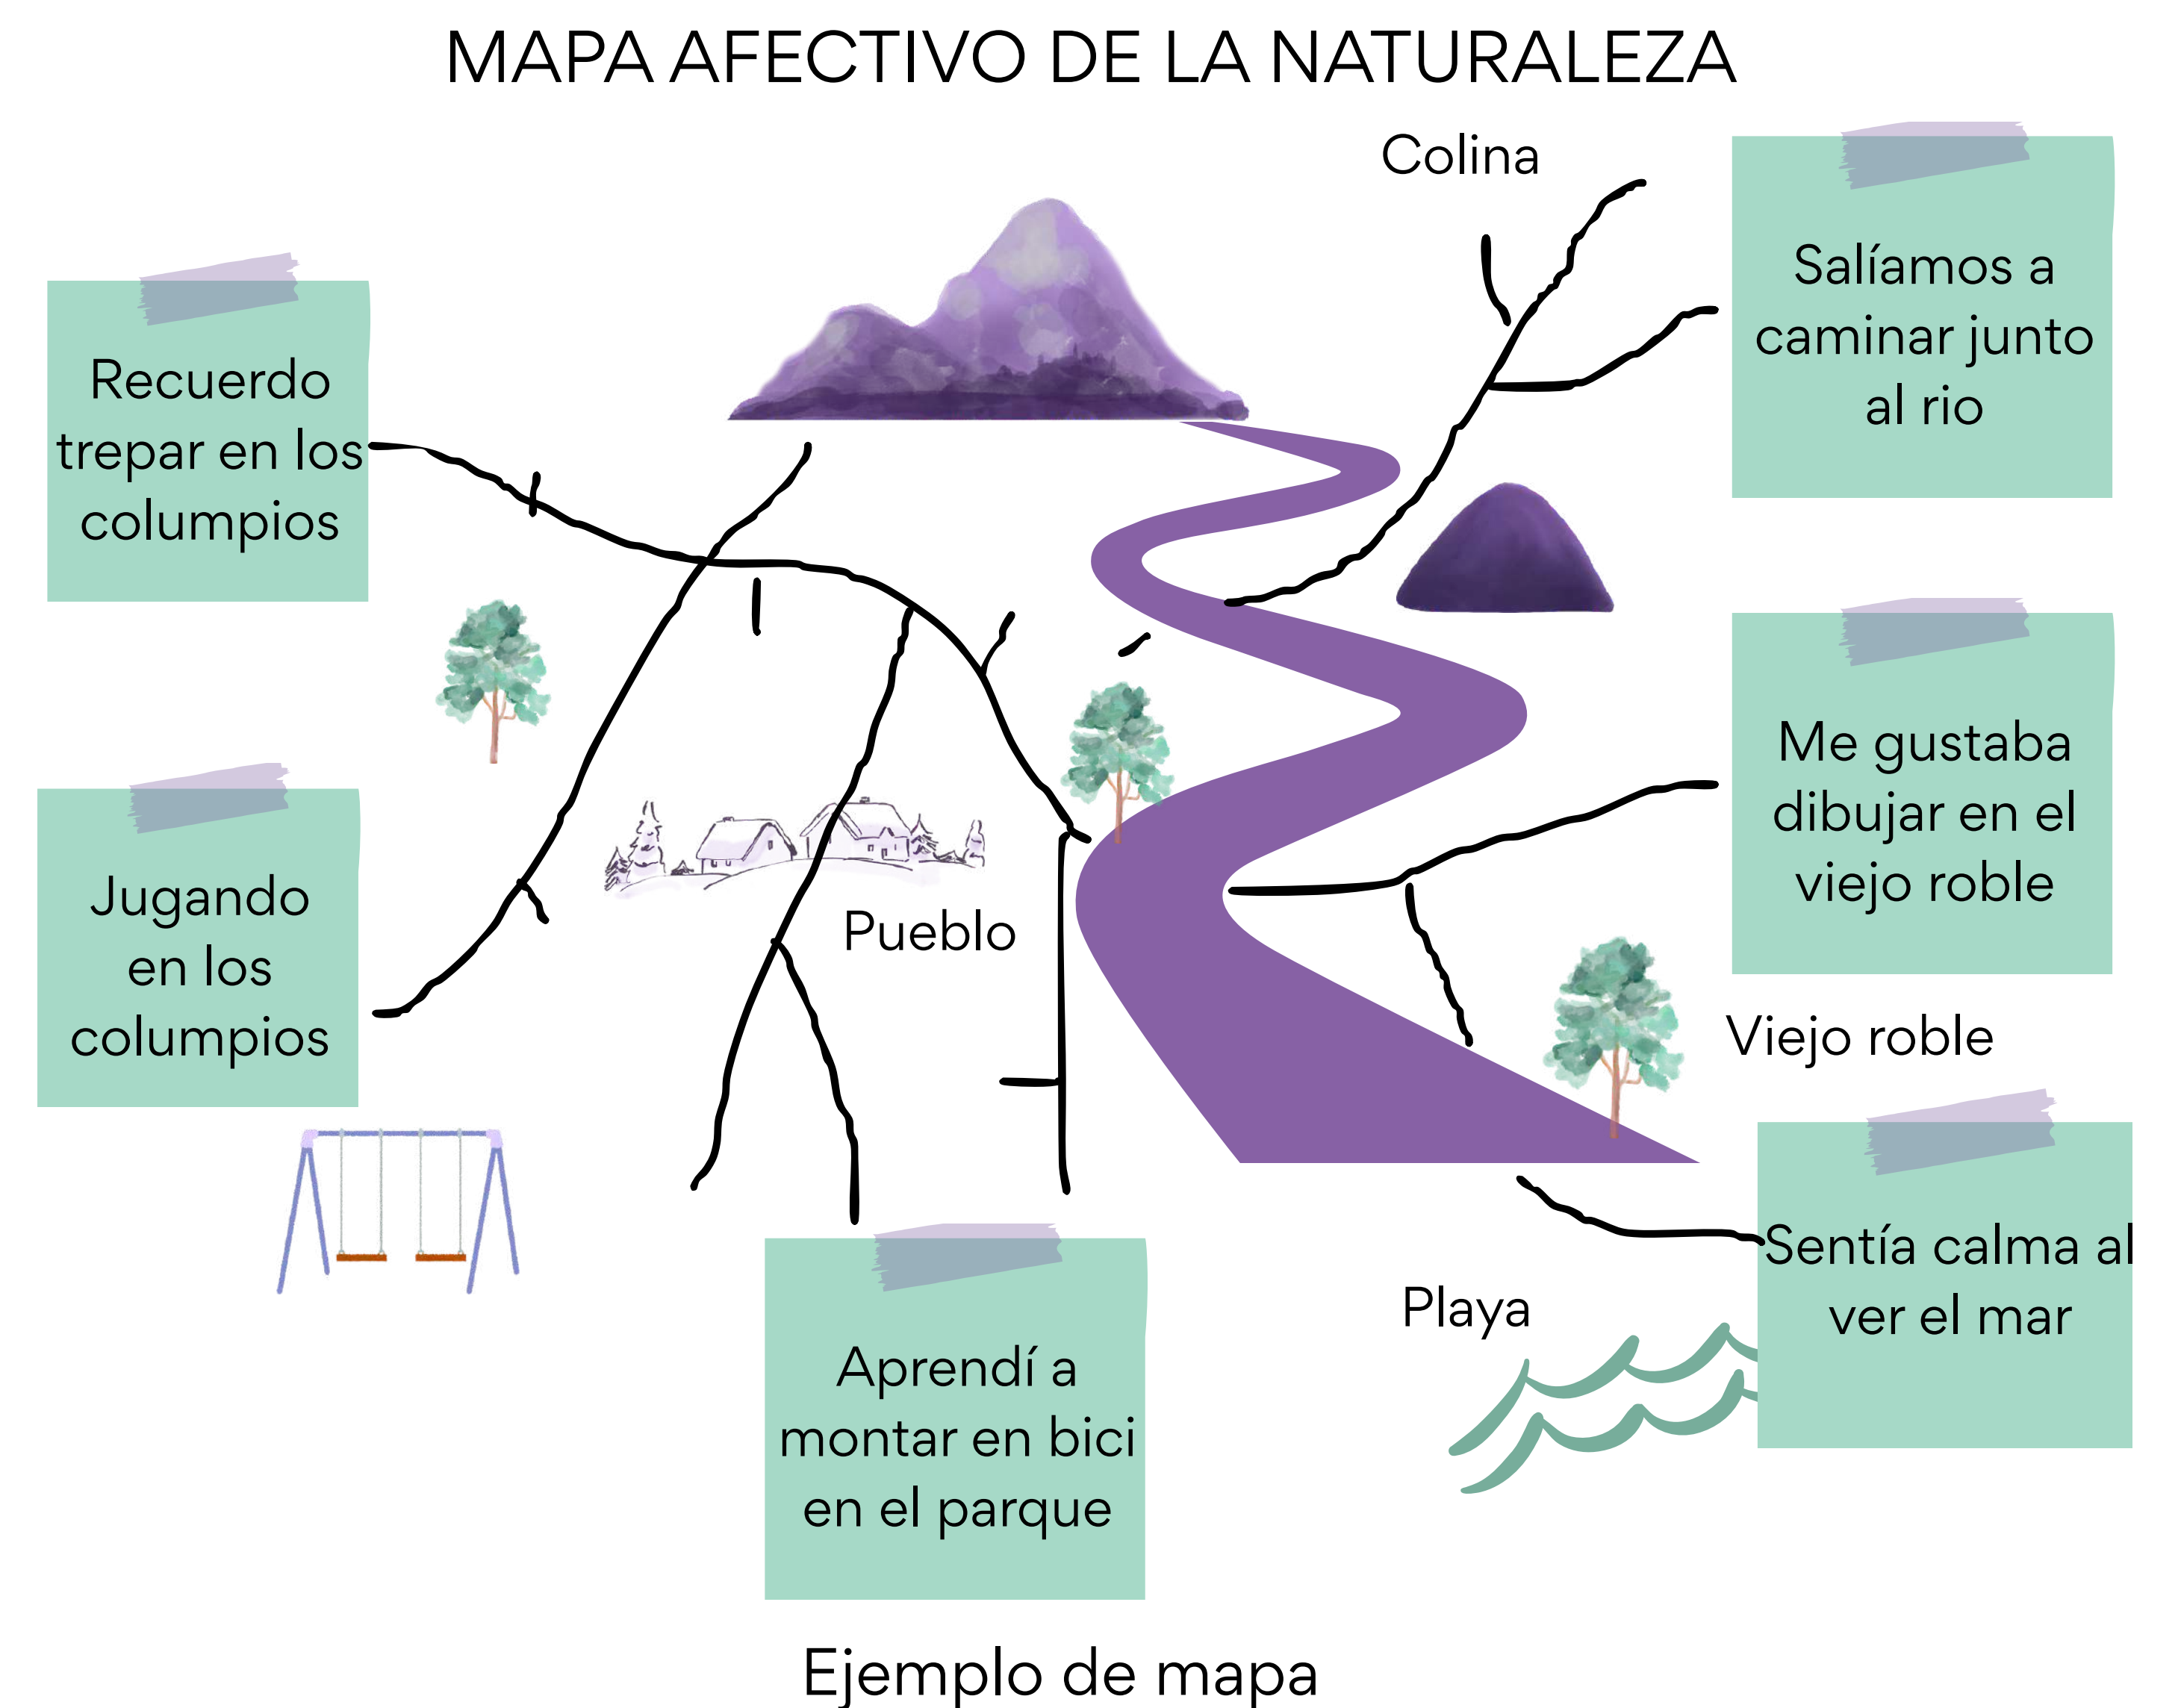 MAPA AFECTIVO DE LA NATURALEZA
Colina
Salíamos a
caminar junto
al rio
Recuerdo
trepar en los
columpios
Me gustaba
dibujar en el
viejo roble
Jugando
en los
columpios
Pueblo
Viejo roble
Sentía calma al
ver el mar
Playa
Aprendí a
montar en bici
en el parque
Ejemplo de mapa